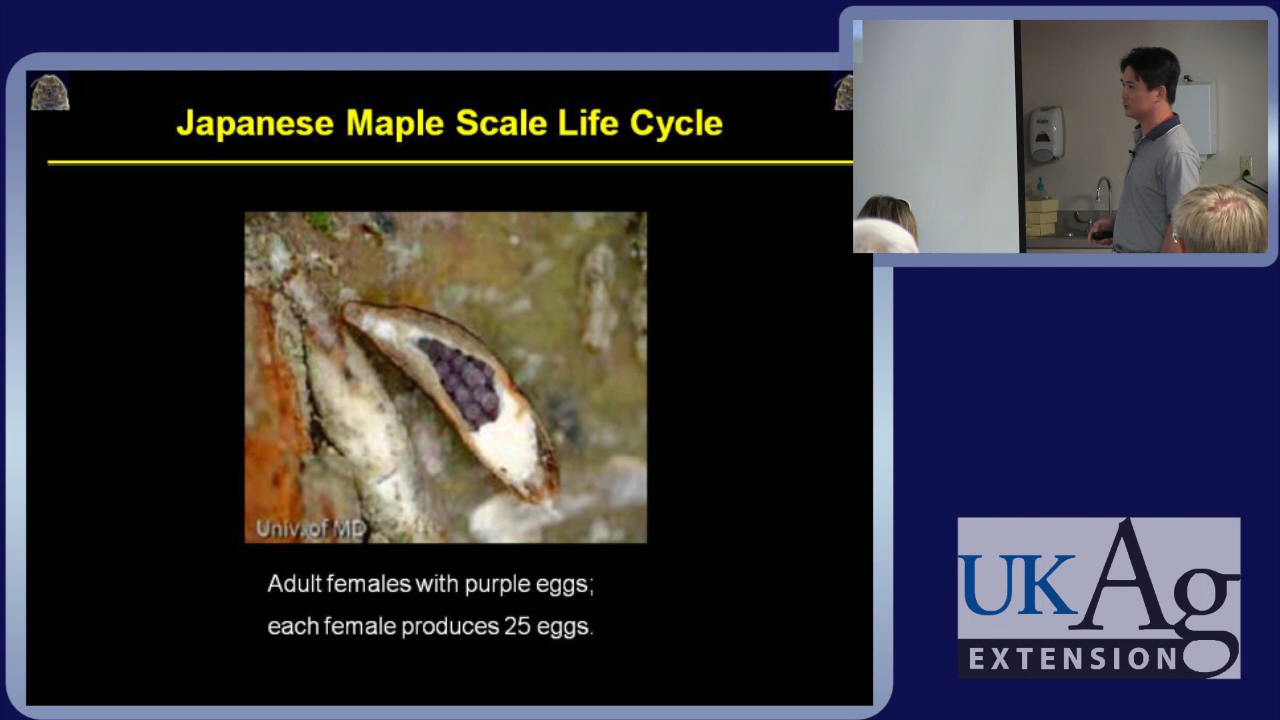 Japanese Maple Scale Life Cycle
Univ. of MD
Adult females with purple eggs;
each female produces 25 eggs.
UKAg
EXTENSION